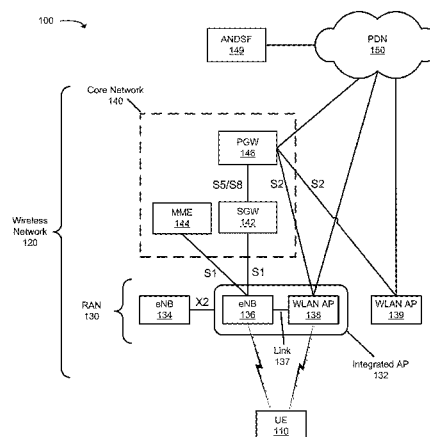 100
ANDSF
149
PDN
150
Core Network
140
PGW
146
S5/S8
S2
S2
MME
144
SGW
142
Wireless
Network
120
S1
S1
RAN
130
eNB
134
X2
eNB
136
WLAN AP
138
WLAN AP
139
Link
137
Integrated AP
132
UE
110